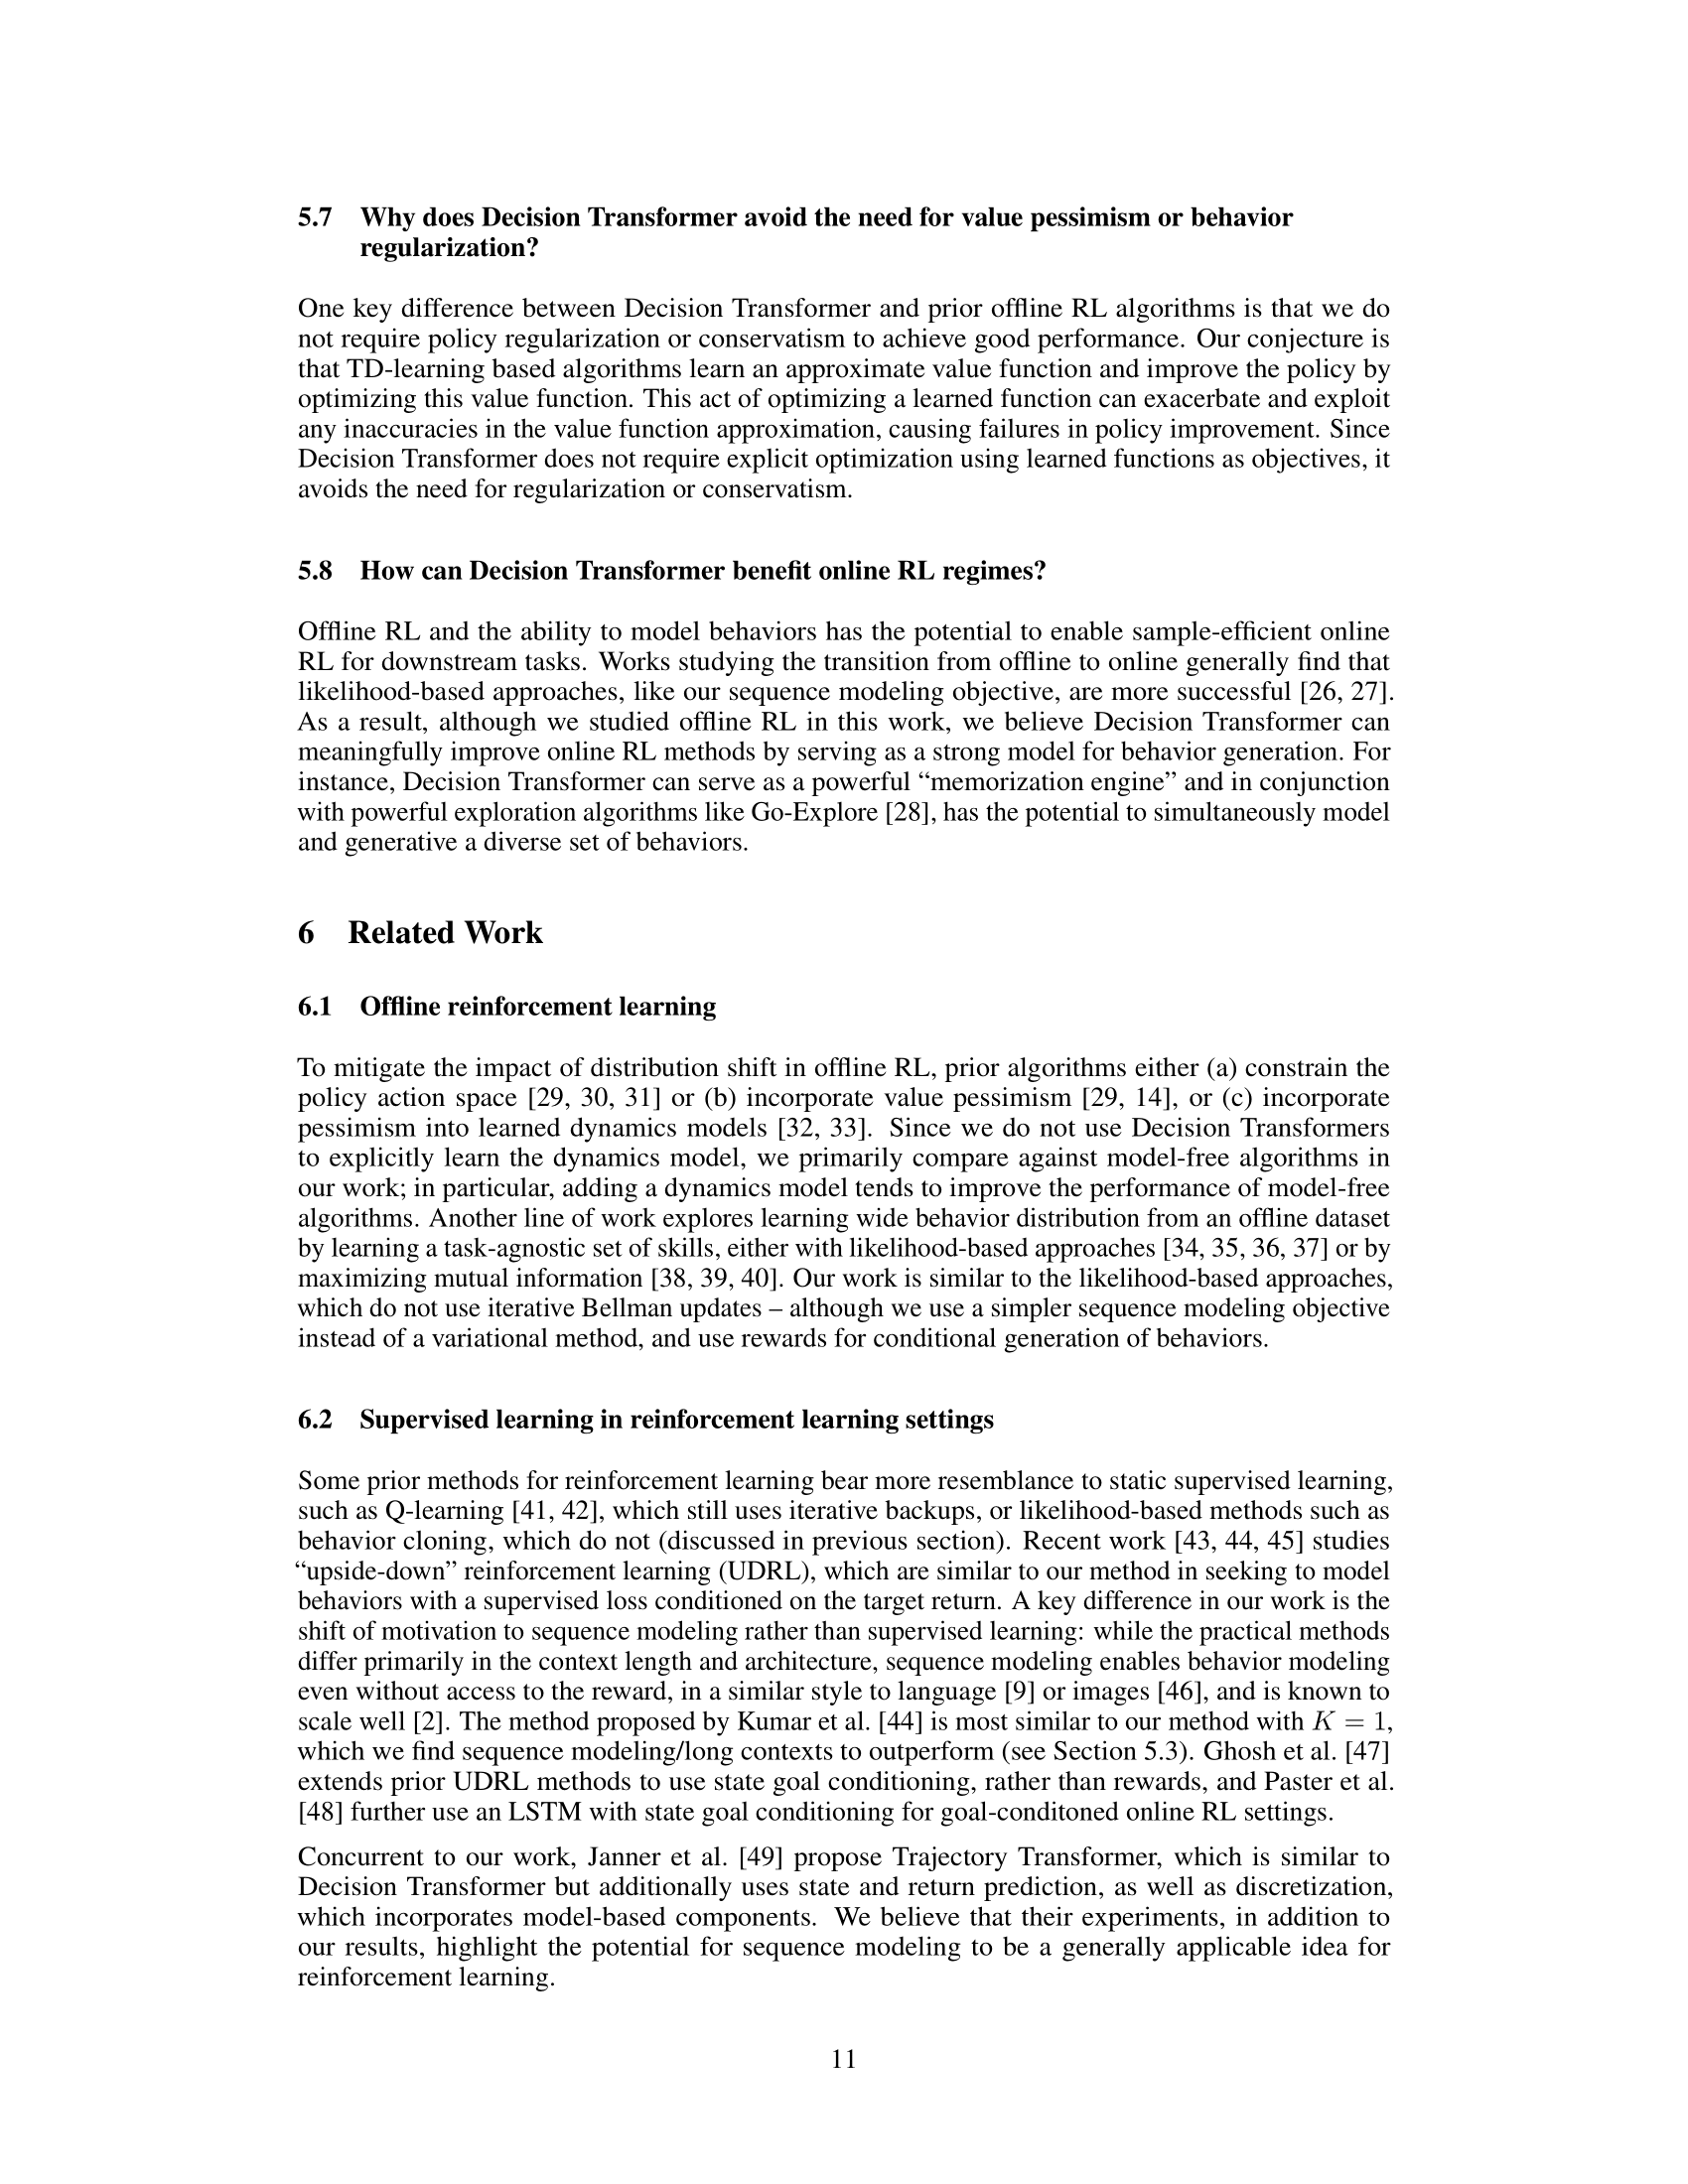 5.7 Why does Decision Transformer avoid the need for value pessimism or behavior
regularization?
One key difference between Decision Transformer and prior offline RL algorithms is that we do
not require policy regularization or conservatism to achieve good performance. Our conjecture is
that TD-learning based algorithms learn an approximate value function and improve the policy by
optimizing this value function. This act of optimizing a learned function can exacerbate and exploit
any inaccuracies in the value function approximation, causing failures in policy improvement. Since
Decision Transformer does not require explicit optimization using learned functions as objectives, it
avoids the need for regularization or conservatism.
5.8 How can Decision Transformer benefit online RL regimes?
Offline RL and the ability to model behaviors has the potential to enable sample-efficient online
RL for downstream tasks. Works studying the transition from offline to online generally find that
likelihood-based approaches, like our sequence modeling objective, are more successful [26, 27].
As a result, although we studied offline RL in this work, we believe Decision Transformer can
meaningfully improve online RL methods by serving as a strong model for behavior generation. For
instance, Decision Transformer can serve as a powerful “memorization engine” and in conjunction
with powerful exploration algorithms like Go-Explore [28], has the potential to simultaneously model
and generative a diverse set of behaviors.
6 Related Work
6.1 Offline reinforcement learning
To mitigate the impact of distribution shift in offline RL, prior algorithms either (a) constrain the
policy action space [29, 30, 31] or (b) incorporate value pessimism [29, 14], or (c) incorporate
pessimism into learned dynamics models [32, 33]. Since we do not use Decision Transformers
to explicitly learn the dynamics model, we primarily compare against model-free algorithms in
our work; in particular, adding a dynamics model tends to improve the performance of model-free
algorithms. Another line of work explores learning wide behavior distribution from an offline dataset
by learning a task-agnostic set of skills, either with likelihood-based approaches [34, 35, 36, 37] or by
maximizing mutual information [38, 39, 40]. Our work is similar to the likelihood-based approaches,
which do not use iterative Bellman updates – although we use a simpler sequence modeling objective
instead of a variational method, and use rewards for conditional generation of behaviors.
6.2 Supervised learning in reinforcement learning settings
Some prior methods for reinforcement learning bear more resemblance to static supervised learning,
such as Q-learning [41, 42], which still uses iterative backups, or likelihood-based methods such as
behavior cloning, which do not (discussed in previous section). Recent work [43, 44, 45] studies
“upside-down” reinforcement learning (UDRL), which are similar to our method in seeking to model
behaviors with a supervised loss conditioned on the target return. A key difference in our work is the
shift of motivation to sequence modeling rather than supervised learning: while the practical methods
differ primarily in the context length and architecture, sequence modeling enables behavior modeling
even without access to the reward, in a similar style to language [9] or images [46], and is known to
scale well [2]. The method proposed by Kumar et al. [44] is most similar to our method with K = 1,
which we find sequence modeling/long contexts to outperform (see Section 5.3). Ghosh et al. [47]
extends prior UDRL methods to use state goal conditioning, rather than rewards, and Paster et al.
[48] further use an LSTM with state goal conditioning for goal-conditoned online RL settings.
Concurrent to our work, Janner et al. [49] propose Trajectory Transformer, which is similar to
Decision Transformer but additionally uses state and return prediction, as well as discretization,
which incorporates model-based components. We believe that their experiments, in addition to
our results, highlight the potential for sequence modeling to be a generally applicable idea for
reinforcement learning.
11